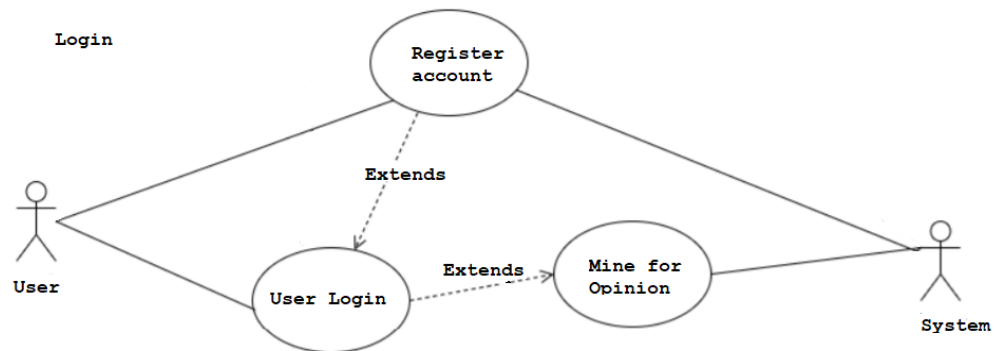 Login
Register
account
Extends
User
User Login
Extends
Mine for
Opinion
System